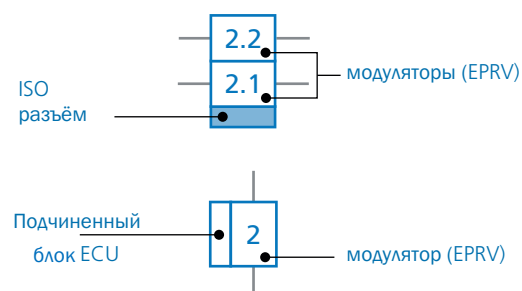 2.2
модуляторы (EPRV)
2.1
ISO
разъём
Подчиненный
блок ECU
2
модулятор (EPRV)